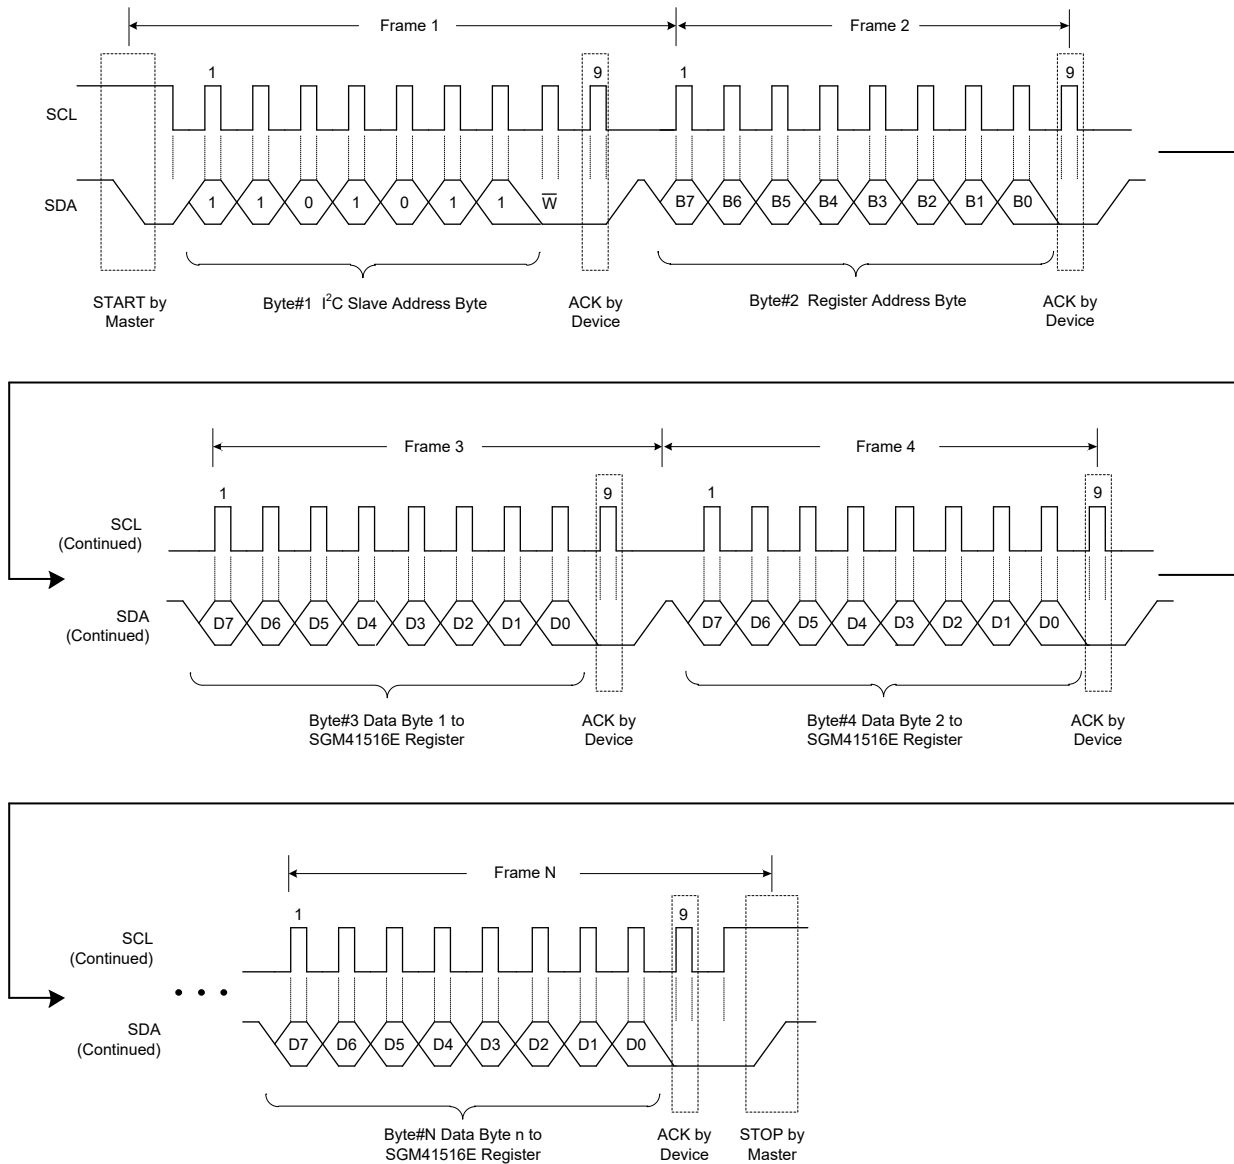 Frame 1
Frame 2
1
9
1
9
SCL
SDA
1 1 0 1 0 1 1 W̅
B7 B6 B5 B4 B3 B2 B1 B0
START by
Master
Byte#1 I²C Slave Address Byte
ACK by
Device
Byte#2 Register Address Byte
ACK by
Device
Frame 3
Frame 4
1
9
1
9
SCL
(Continued)
SDA
(Continued)
D7 D6 D5 D4 D3 D2 D1 D0
D7 D6 D5 D4 D3 D2 D1 D0
Byte#3 Data Byte 1 to
SGM41516E Register
ACK by
Device
Byte#4 Data Byte 2 to
SGM41516E Register
ACK by
Device
Frame N
1
9
SCL
(Continued)
• • •
SDA
(Continued)
D7 D6 D5 D4 D3 D2 D1 D0
Byte#N Data Byte n to
SGM41516E Register
ACK by
Device
STOP by
Master